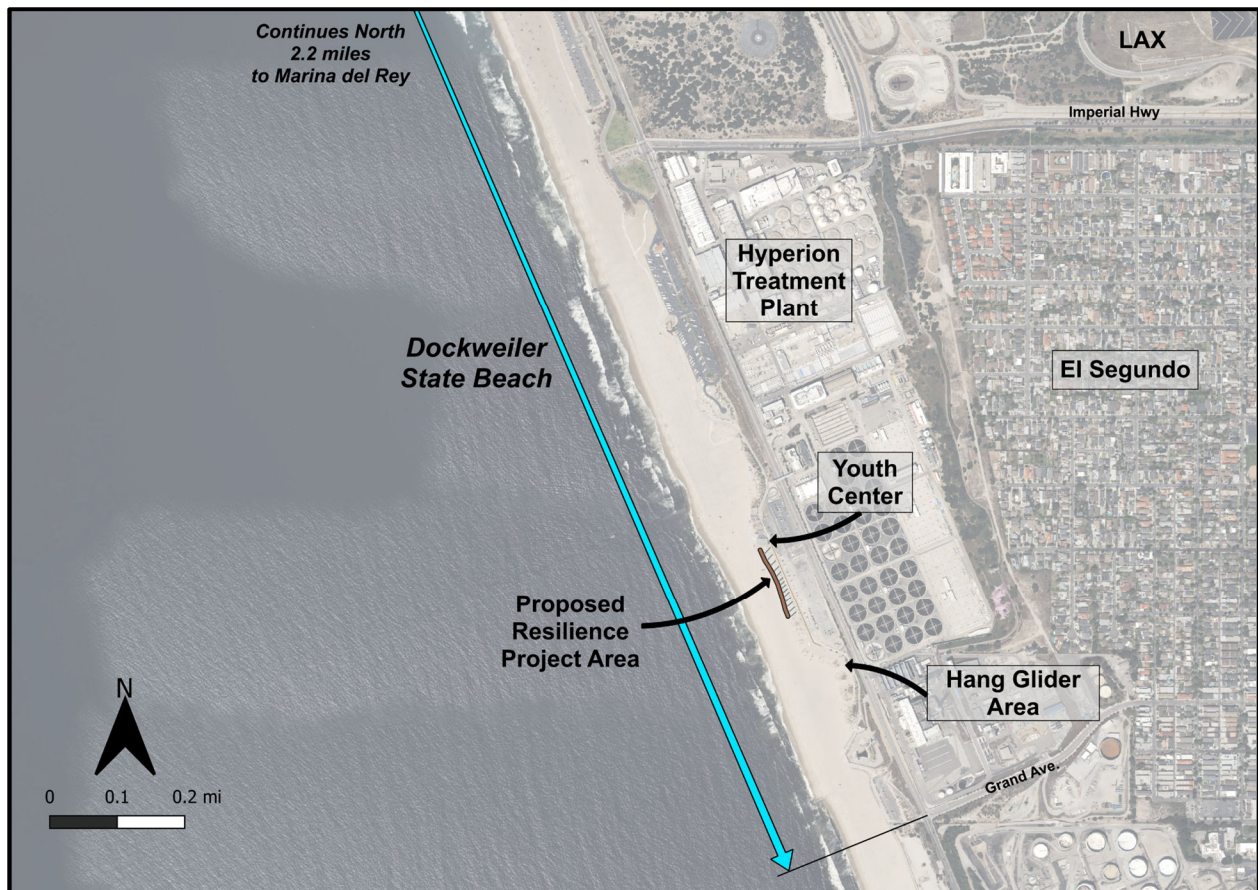 Continues North
2.2 miles
to Marina del Rey
LAX
Imperial Hwy
Hyperion
Treatment
Plant
Dockweiler
State Beach
El Segundo
Youth
Center
Proposed
Resilience
Project Area
Hang Glider
Area
Grand Ave.
N
0 0.1 0.2 mi